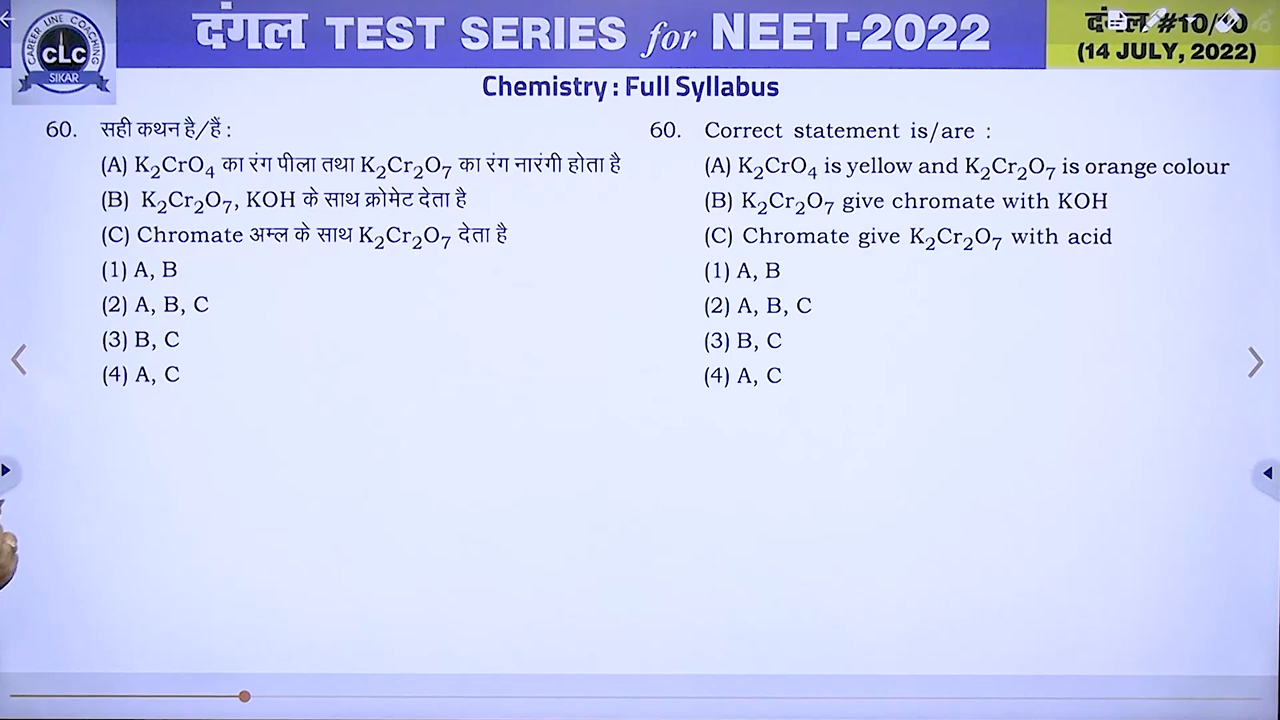 दंगल TEST SERIES for NEET-2022
दंगल #10/10
(14 JULY, 2022)
CAREER LINE COACHING
CLC
SIKAR
Chemistry : Full Syllabus
60. सही कथन है/हैं :
(A) K₂CrO₄ का रंग पीला तथा K₂Cr₂O₇ का रंग नारंगी होता है
(B) K₂Cr₂O₇, KOH के साथ क्रोमेट देता है
(C) Chromate अम्ल के साथ K₂Cr₂O₇ देता है
(1) A, B
(2) A, B, C
(3) B, C
(4) A, C
60. Correct statement is/are :
(A) K₂CrO₄ is yellow and K₂Cr₂O₇ is orange colour
(B) K₂Cr₂O₇ give chromate with KOH
(C) Chromate give K₂Cr₂O₇ with acid
(1) A, B
(2) A, B, C
(3) B, C
(4) A, C